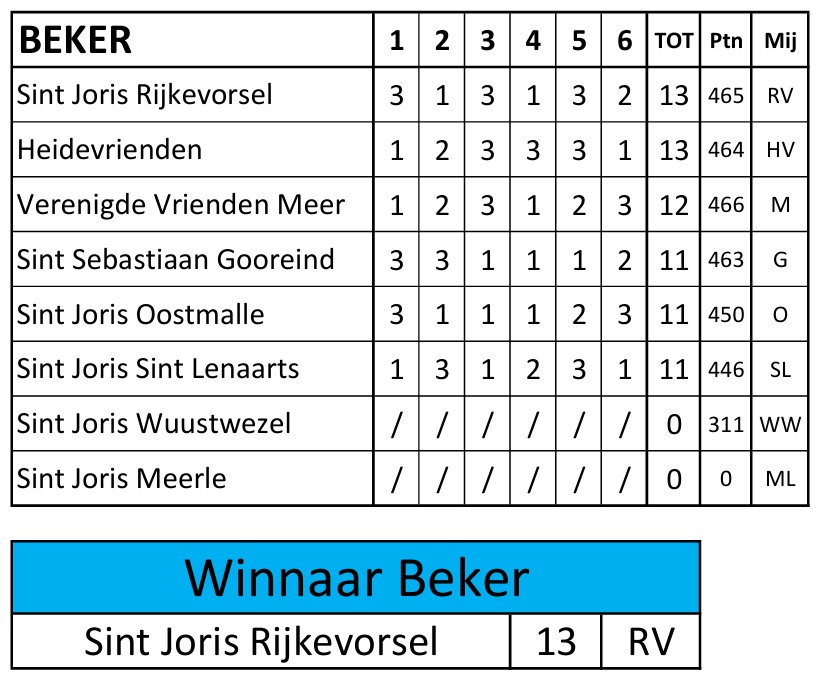 BEKER 1 2 3 4 5 6 TOT Ptn Mij
Sint Joris Rijkevorsel 3 1 3 1 3 2 13 465 RV
Heidevrienden 1 2 3 3 3 1 13 464 HV
Verenigde Vrienden Meer 1 2 3 1 2 3 12 466 M
Sint Sebastiaan Gooreind 3 3 1 1 1 2 11 463 G
Sint Joris Oostmalle 3 1 1 1 2 3 11 450 O
Sint Joris Sint Lenaarts 1 3 1 2 3 1 11 446 SL
Sint Joris Wuustwezel / / / / / / 0 311 WW
Sint Joris Meerle / / / / / / 0 0 ML
Winnaar Beker
Sint Joris Rijkevorsel 13 RV